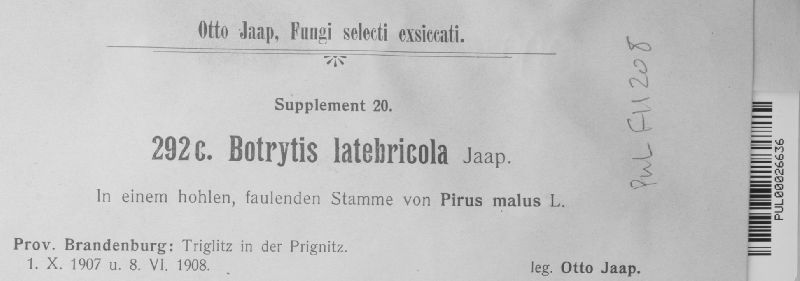 Otto Jaap, Fungi selecti exsiccati.
Supplement 20.
292 c. Botrytis latebricola Jaap.
In einem hohlen, faulenden Stamme von Pirus malus L.
Prov. Brandenburg: Triglitz in der Prignitz.
1. X. 1907 u. 8. VI. 1908.
leg. Otto Jaap.
PUL F11208
PUL00026636